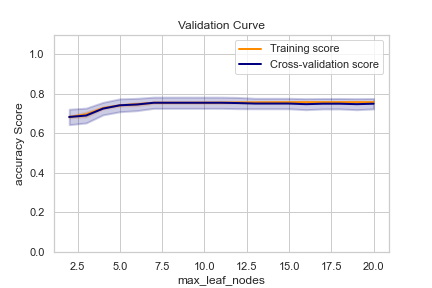 Validation Curve
Training score
Cross-validation score
accuracy Score
1.0
0.8
0.6
0.4
0.2
0.0
2.5 5.0 7.5 10.0 12.5 15.0 17.5 20.0
max_leaf_nodes